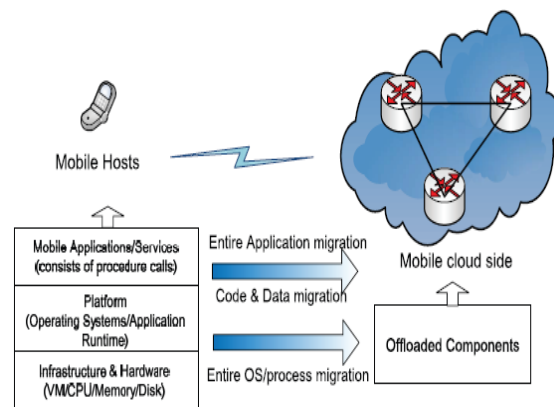 Mobile Hosts
Mobile cloud side
Mobile Applications/Services
(consists of procedure calls)
Platform
(Operating Systems/Application
Runtime)
Infrastructure & Hardware
(VM/CPU/Memory/Disk)
Entire Application migration
Code & Data migration
Entire OS/process migration
Offloaded Components